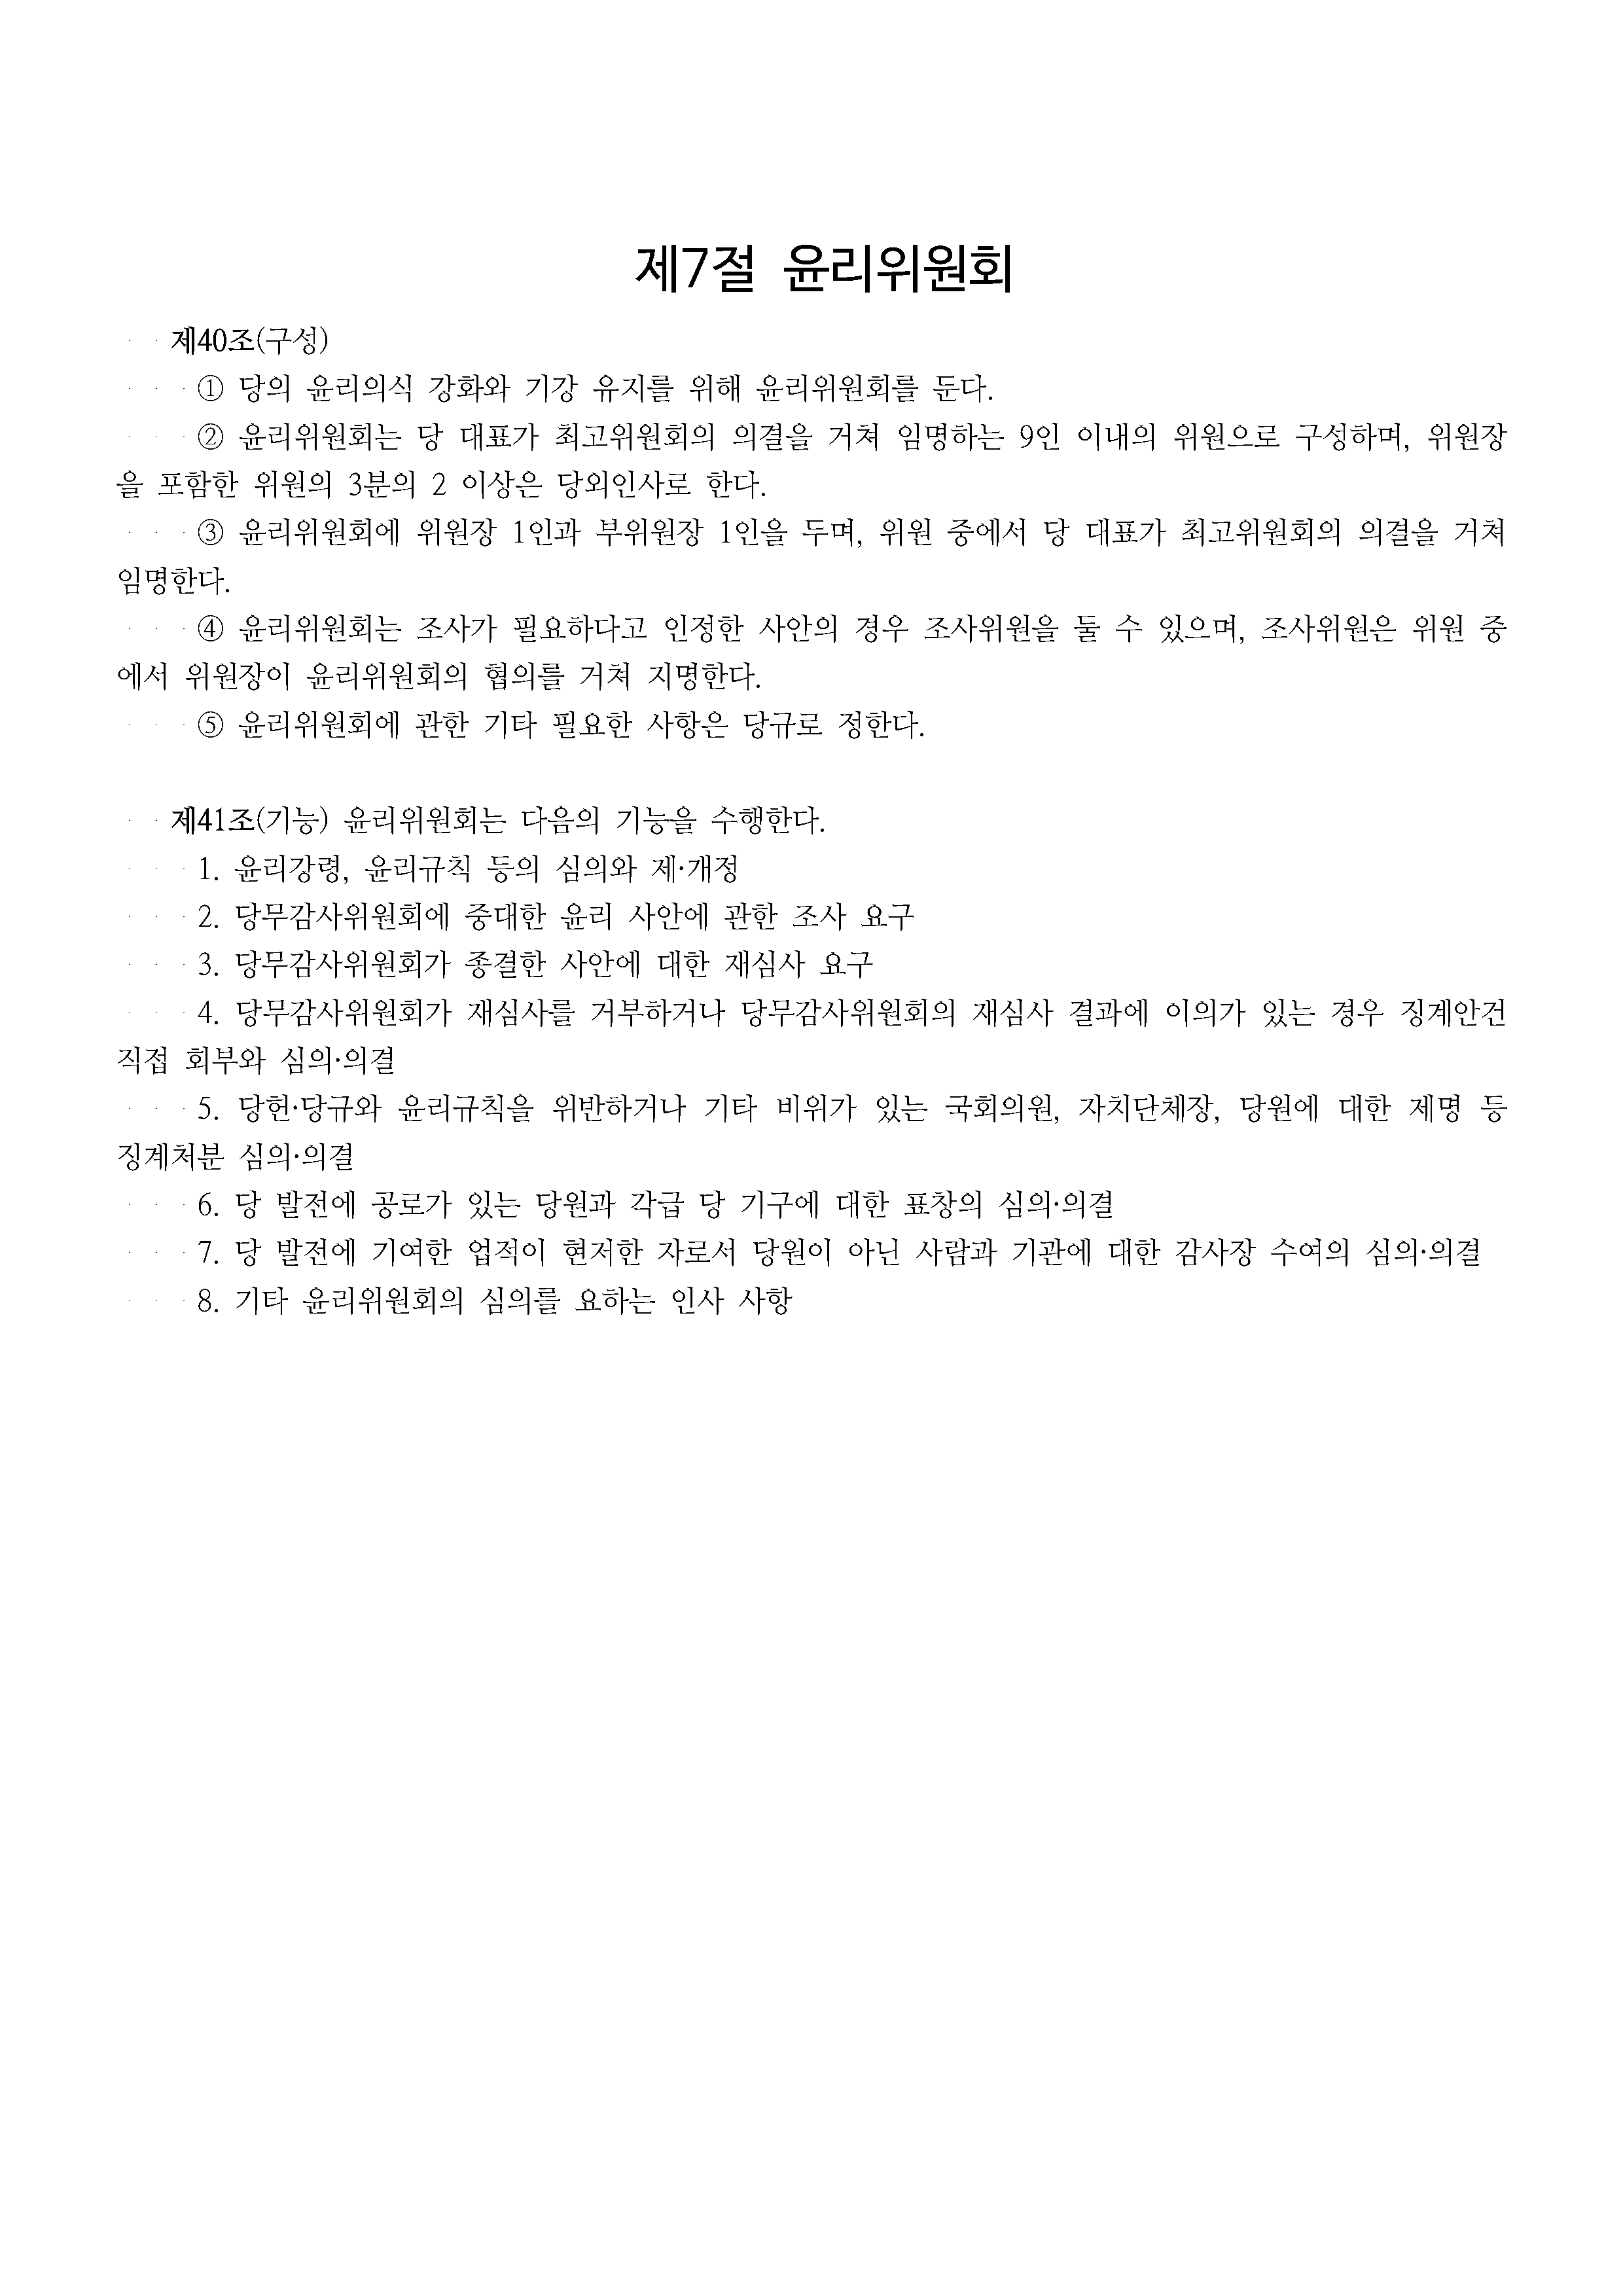 제7절 윤리위원회
제40조(구성)
① 당의 윤리의식 강화와 기강 유지를 위해 윤리위원회를 둔다.
② 윤리위원회는 당 대표가 최고위원회의 의결을 거쳐 임명하는 9인 이내의 위원으로 구성하며, 위원장
을 포함한 위원의 3분의 2 이상은 당외인사로 한다.
③ 윤리위원회에 위원장 1인과 부위원장 1인을 두며, 위원 중에서 당 대표가 최고위원회의 의결을 거쳐
임명한다.
④ 윤리위원회는 조사가 필요하다고 인정한 사안의 경우 조사위원을 둘 수 있으며, 조사위원은 위원 중
에서 위원장이 윤리위원회의 협의를 거쳐 지명한다.
⑤ 윤리위원회에 관한 기타 필요한 사항은 당규로 정한다.
제41조(기능) 윤리위원회는 다음의 기능을 수행한다.
1. 윤리강령, 윤리규칙 등의 심의와 제·개정
2. 당무감사위원회에 중대한 윤리 사안에 관한 조사 요구
3. 당무감사위원회가 종결한 사안에 대한 재심사 요구
4. 당무감사위원회가 재심사를 거부하거나 당무감사위원회의 재심사 결과에 이의가 있는 경우 징계안건
직접 회부와 심의·의결
5. 당헌·당규와 윤리규칙을 위반하거나 기타 비위가 있는 국회의원, 자치단체장, 당원에 대한 제명 등
징계처분 심의·의결
6. 당 발전에 공로가 있는 당원과 각급 당 기구에 대한 표창의 심의·의결
7. 당 발전에 기여한 업적이 현저한 자로서 당원이 아닌 사람과 기관에 대한 감사장 수여의 심의·의결
8. 기타 윤리위원회의 심의를 요하는 인사 사항